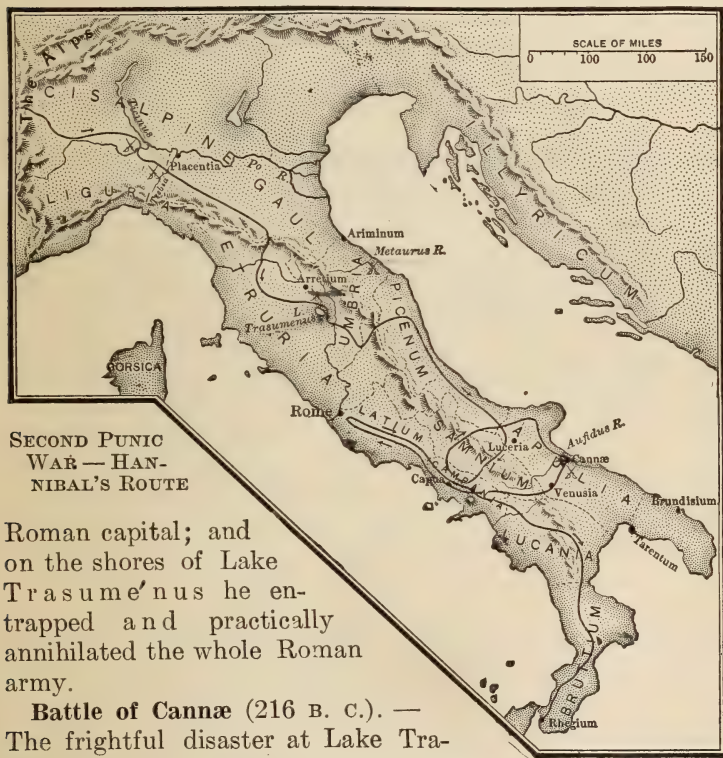 SCALE OF MILES
0 100 100 150
The Alps
CISALPINE GAUL
Ticinus
Placentia
Po R.
LIGURIA
ILLYRICUM
Ariminum
Metaurus R.
ETRURIA
Arretium
L.
Trasumenus
UMBRIA
PICENUM
CORSICA
Rome
LATIUM
SAMNIUM
APULIA
Luceria
Aufidus R.
Cannæ
Capua
CAMPANIA
Venusia
Brundisium
LUCANIA
Tarentum
BRUTTIUM
Rhegium
SECOND PUNIC
WAR — HAN-
NIBAL'S ROUTE
Roman capital; and
on the shores of Lake
Trasume′nus he en-
trapped and practically
annihilated the whole Roman
army.
Battle of Cannæ (216 B. C.). —
The frightful disaster at Lake Tra-